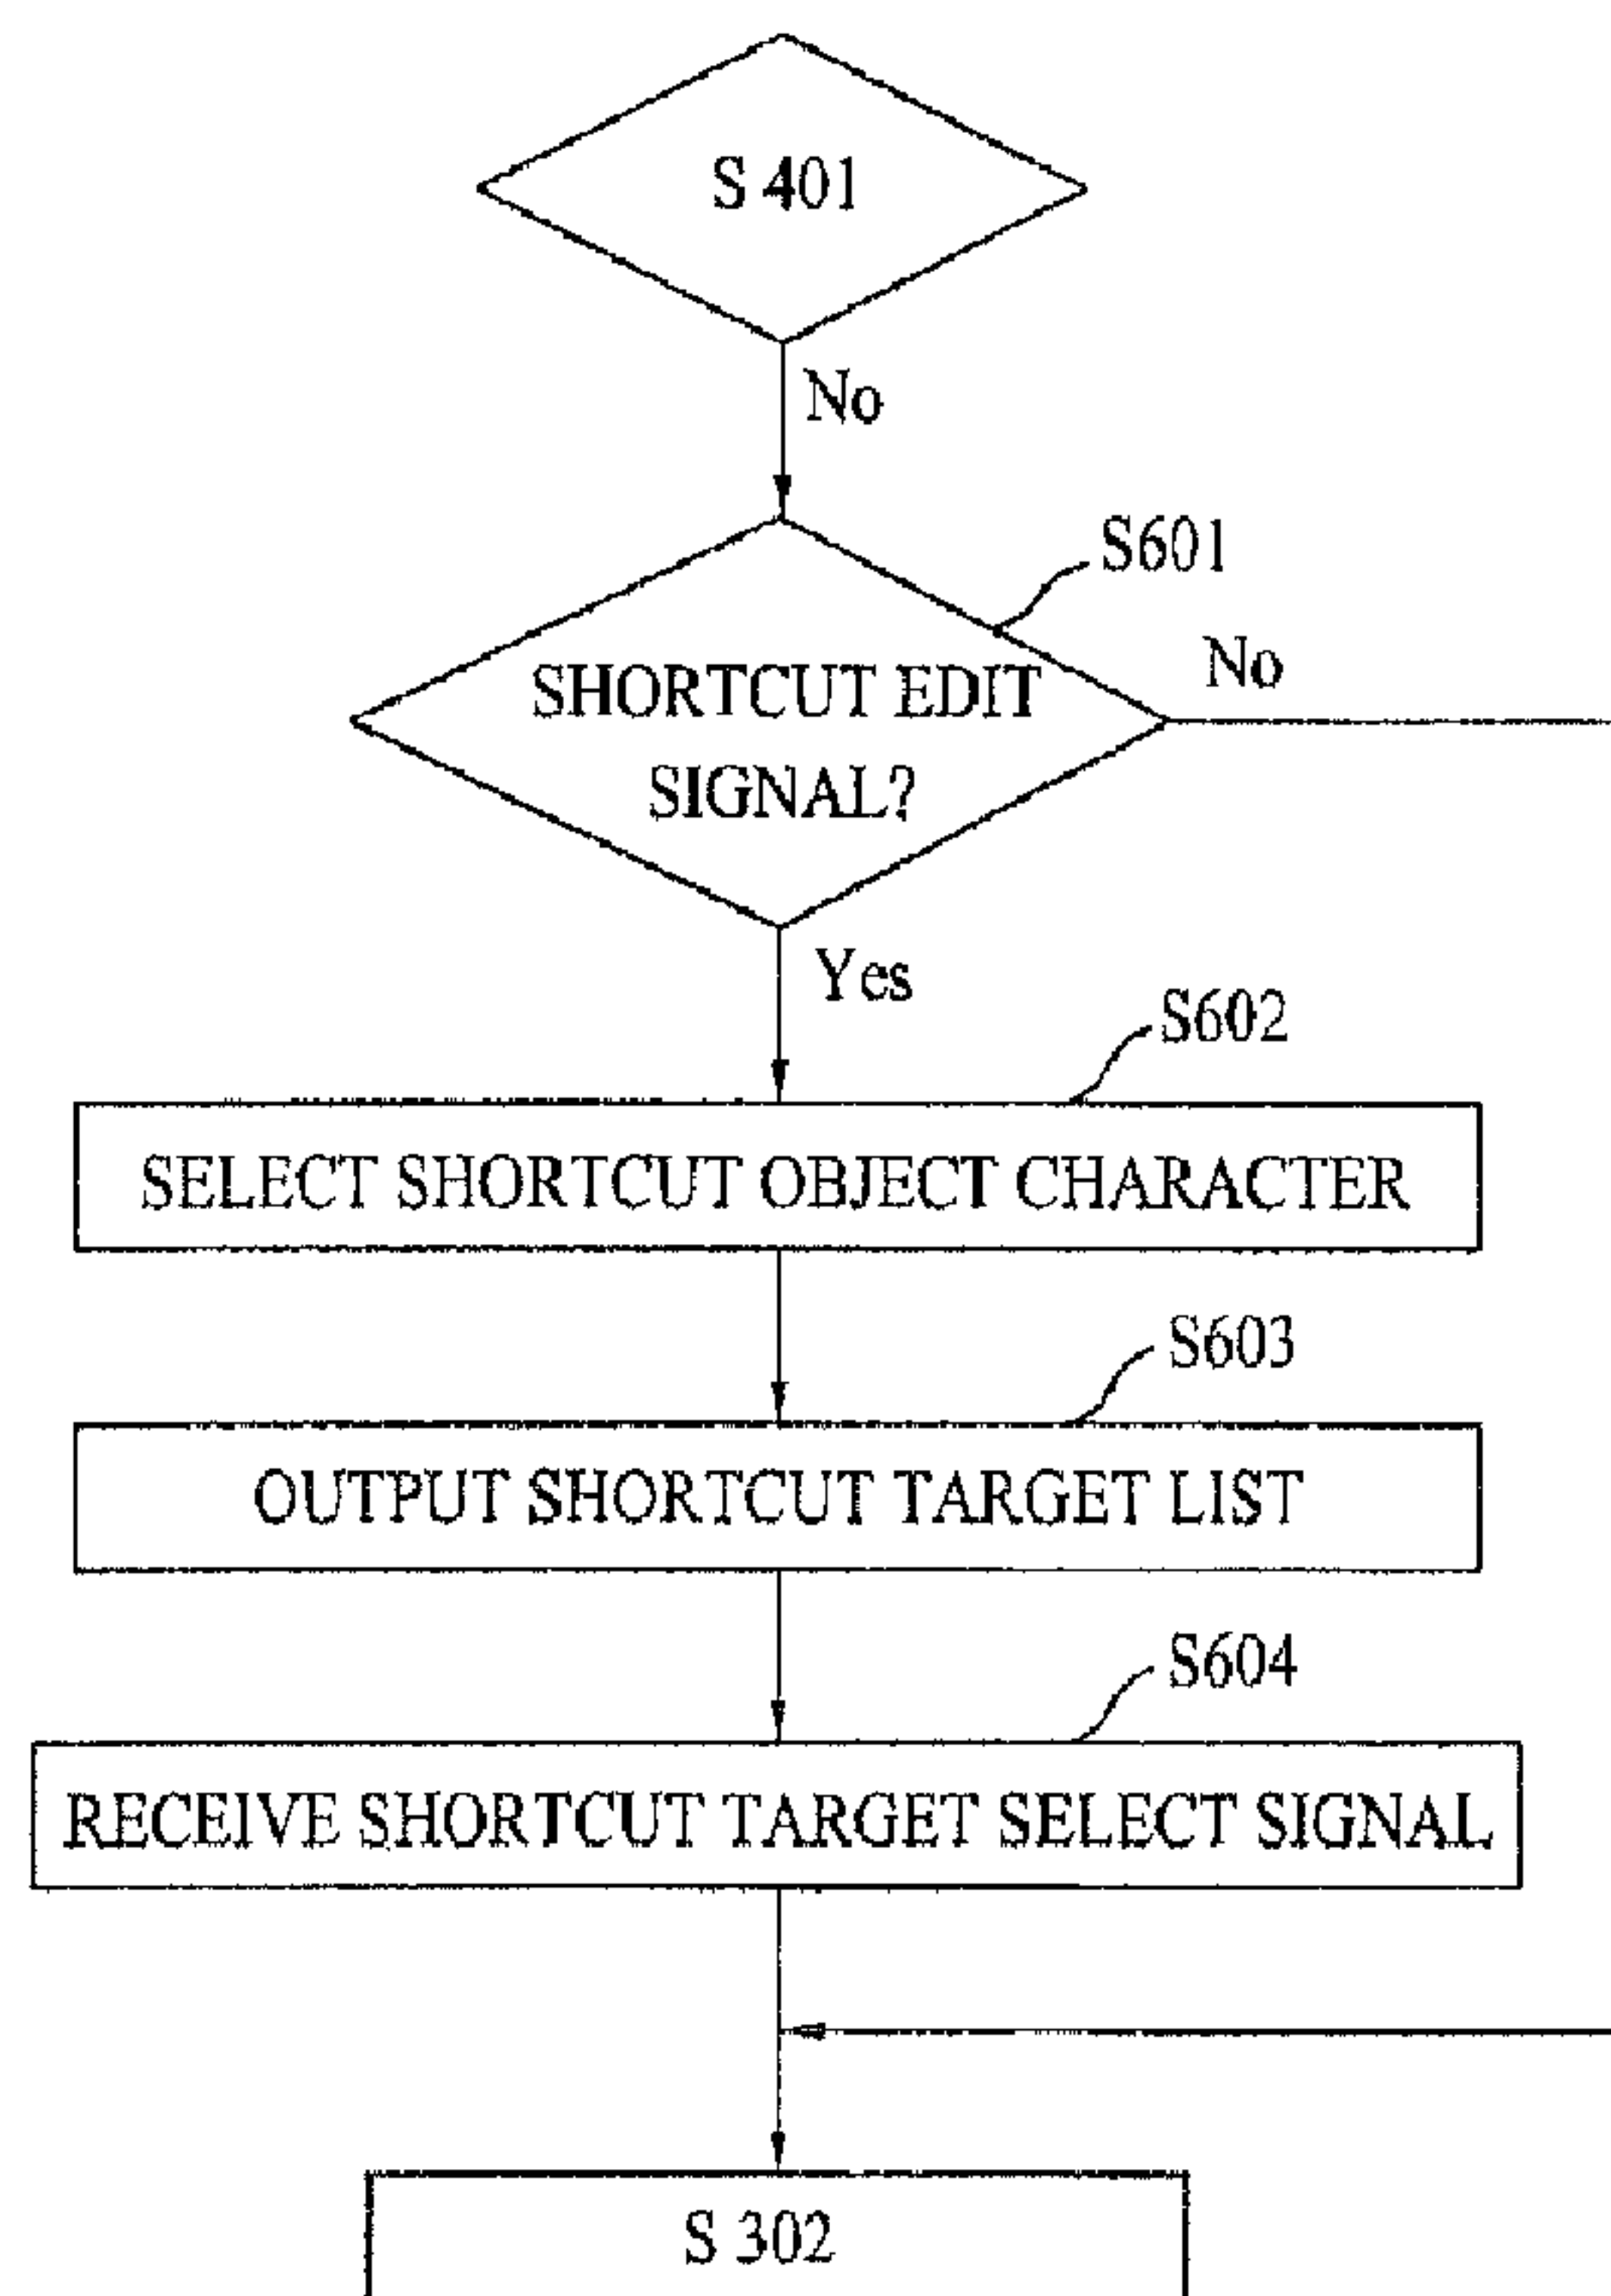 S 401
No
S601
No
SHORTCUT EDIT
SIGNAL?
Yes
S602
SELECT SHORTCUT OBJECT CHARACTER
S603
OUTPUT SHORTCUT TARGET LIST
S604
RECEIVE SHORTCUT TARGET SELECT SIGNAL
S 302